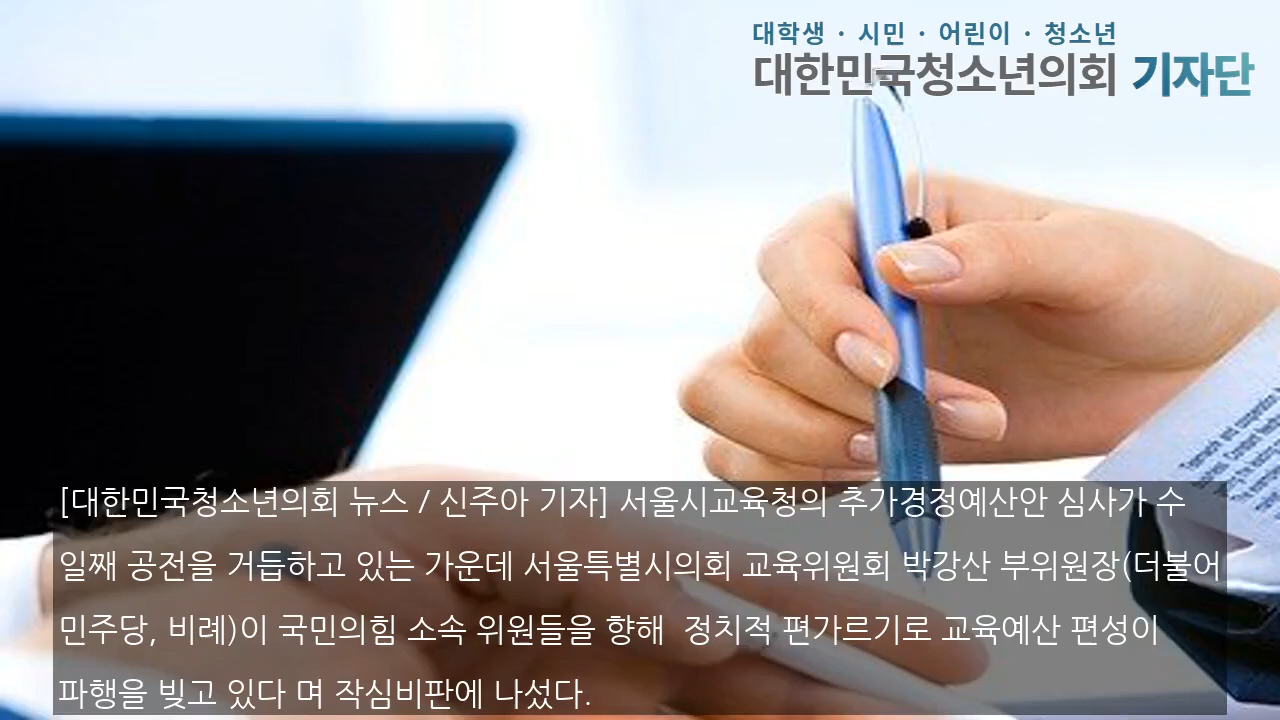 대학생 · 시민 · 어린이 · 청소년
대한민국청소년의회 기자단
[대한민국청소년의회 뉴스 / 신주아 기자] 서울시교육청의 추가경정예산안 심사가 수
일째 공전을 거듭하고 있는 가운데 서울특별시의회 교육위원회 박강산 부위원장(더불어
민주당, 비례)이 국민의힘 소속 위원들을 향해  정치적 편가르기로 교육예산 편성이
파행을 빚고 있다 며 작심비판에 나섰다.